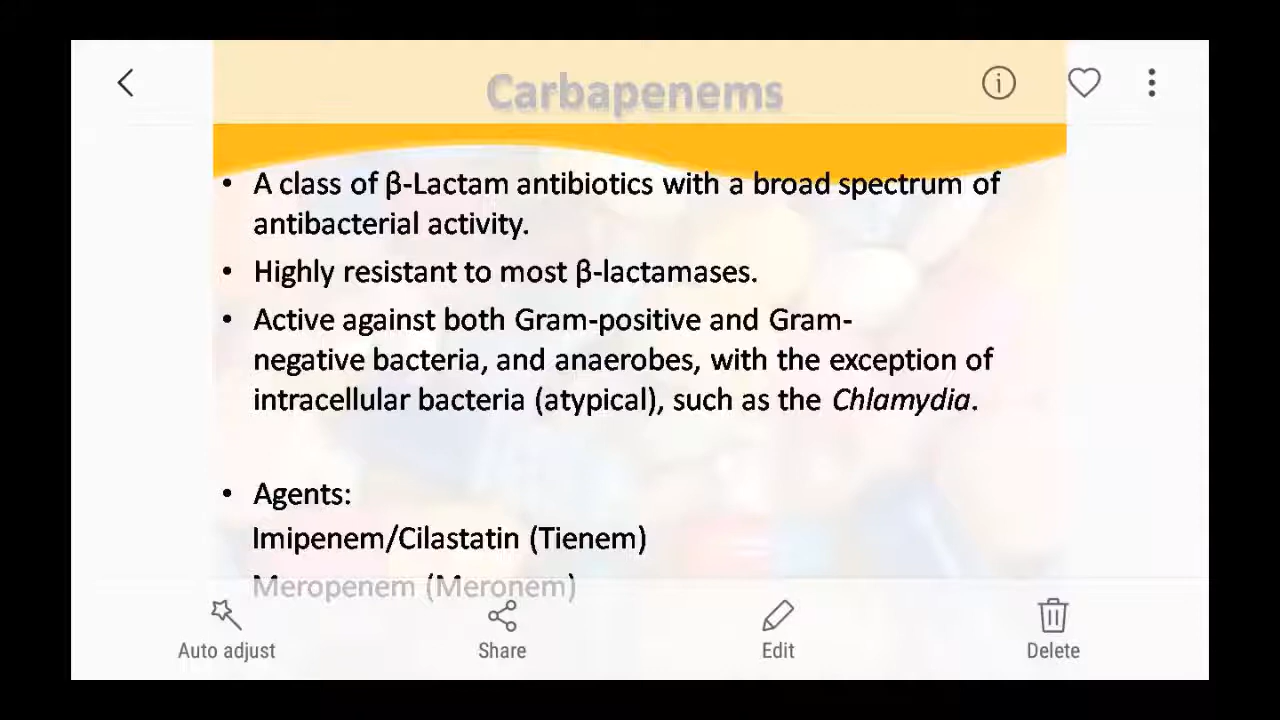 Carbapenems
• A class of β-Lactam antibiotics with a broad spectrum of
antibacterial activity.
• Highly resistant to most β-lactamases.
• Active against both Gram-positive and Gram-
negative bacteria, and anaerobes, with the exception of
intracellular bacteria (atypical), such as the Chlamydia.
• Agents:
Imipenem/Cilastatin (Tienem)
Meropenem (Meronem)
Auto adjust
Share
Edit
Delete